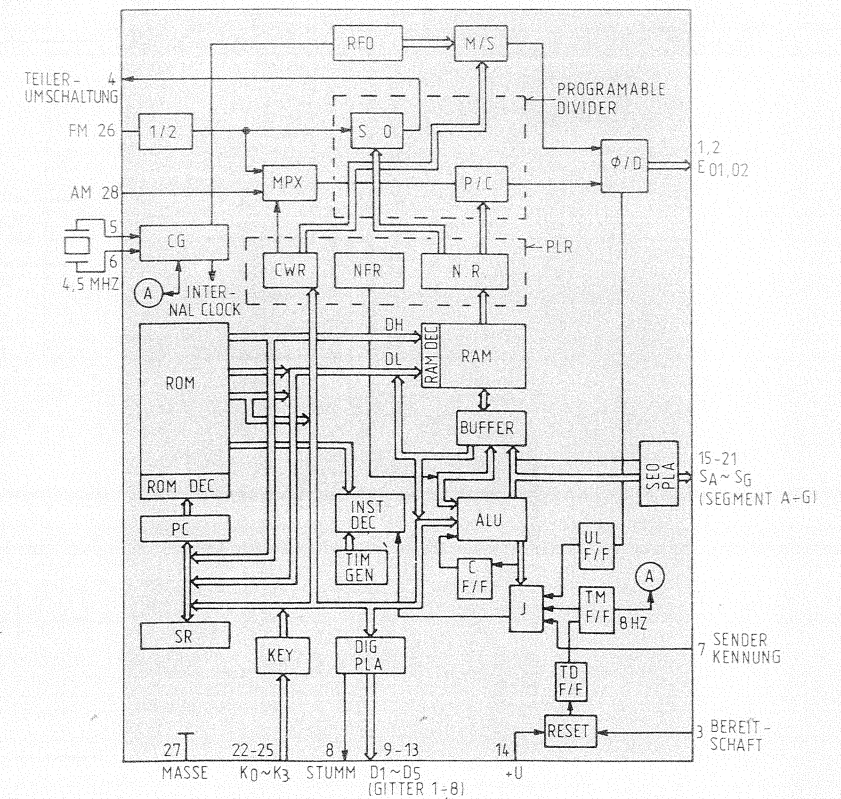 RFD
M/S
TEILER- 4
UMSCHALTUNG
PROGRAMABLE
DIVIDER
FM 26
1/2
S O
1,2
E 01,02
Φ/D
AM 28
MPX
P/C
5
CG
6
4,5 MHZ
A
INTER-
NAL CLOCK
PLR
CWR
NFR
N R
DH
DL
RAM DEC
RAM
ROM
ROM DEC
BUFFER
SEO
PLA
15-21
SA~SG
(SEGMENT A-G)
PC
INST
DEC
ALU
UL
F/F
TIM
GEN
C
F/F
A
TM
F/F
8HZ
J
SR
KEY
DIG
PLA
7 SENDER
KENNUNG
TD
F/F
RESET
3 BEREIT-
SCHAFT
27
MASSE
22-25
K0~K3
8
STUMM
9-13
D1~D5
(GITTER 1-8)
14
+U